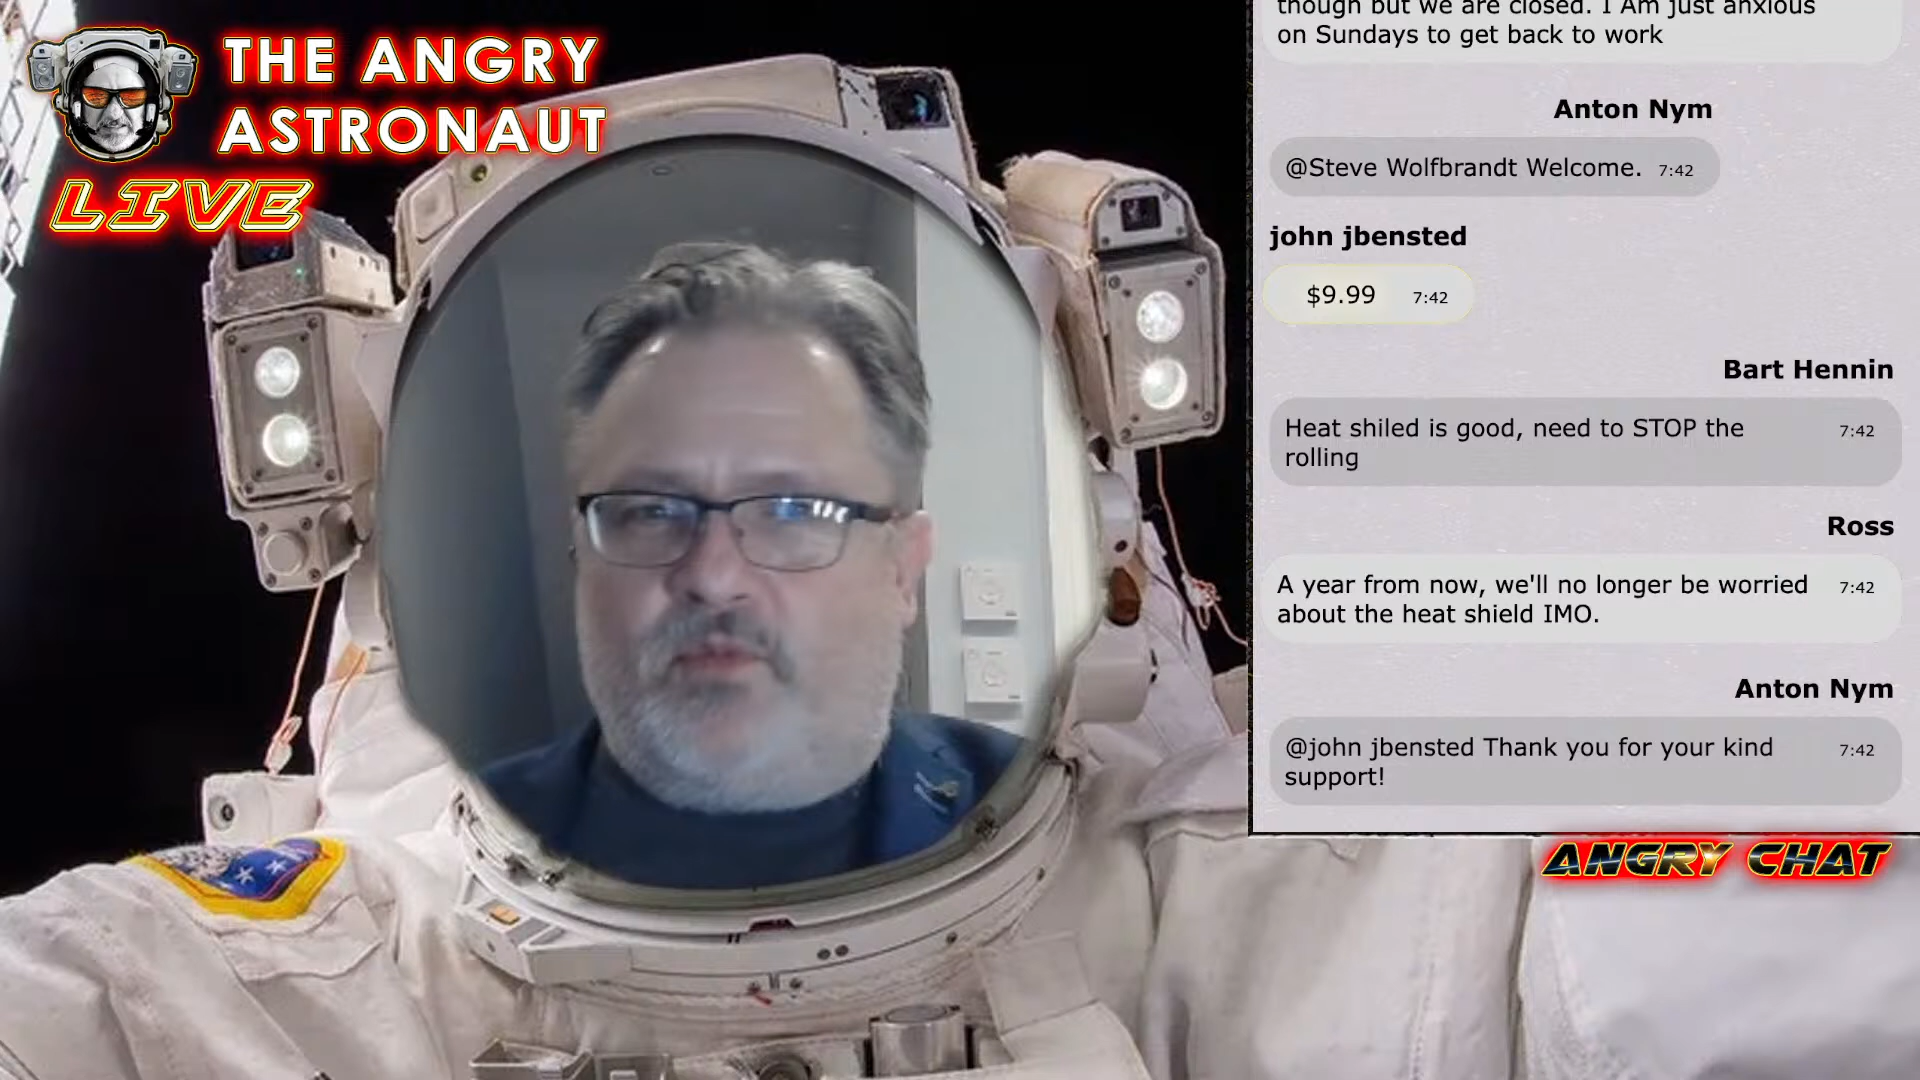 THE ANGRY
ASTRONAUT
LIVE
though but we are closed. I Am just anxious
on Sundays to get back to work
Anton Nym
@Steve Wolfbrandt Welcome. 7:42
john jbensted
$9.99 7:42
Bart Hennin
Heat shiled is good, need to STOP the 7:42
rolling
Ross
A year from now, we'll no longer be worried 7:42
about the heat shield IMO.
Anton Nym
@john jbensted Thank you for your kind 7:42
support!
ANGRY CHAT